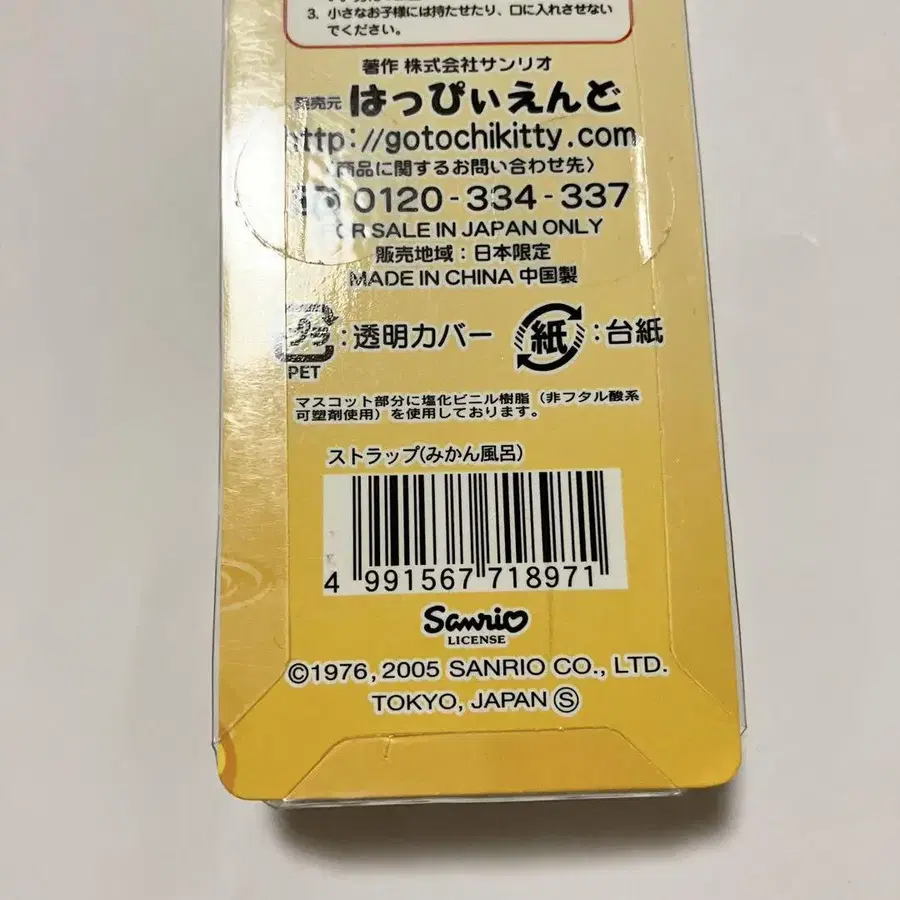 3. 小さなお子様には持たせたり、口に入れさせない
でください。
著作 株式会社サンリオ
発売元 はっぴぃえんど
http://gotochikitty.com
〈商品に関するお問い合わせ先〉
0120-334-337
FOR SALE IN JAPAN ONLY
販売地域：日本限定
MADE IN CHINA 中国製
プラ :透明カバー 紙 :台紙
PET
マスコット部分に塩化ビニル樹脂（非フタル酸系
可塑剤使用）を使用しております。
ストラップ(みかん風呂)
4 991567 718971
Sanrio
LICENSE
©1976, 2005 SANRIO CO., LTD.
TOKYO, JAPAN Ⓢ